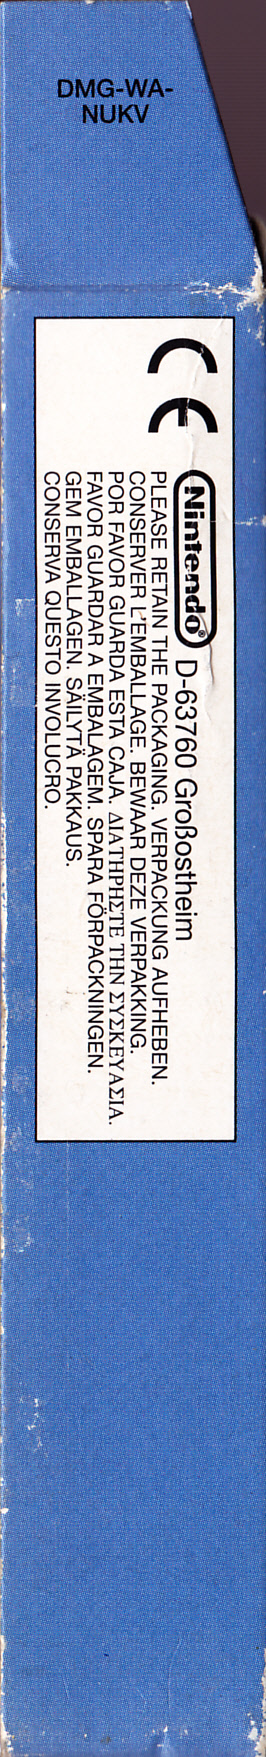 DMG-WA-
NUKV
CE
Nintendo® D-63760 Großostheim
PLEASE RETAIN THE PACKAGING. VERPACKUNG AUFHEBEN.
CONSERVER L'EMBALLAGE. BEWAAR DEZE VERPAKKING.
POR FAVOR GUARDA ESTA CAJA. ΔΙΑΤΗΡΗΣΤΕ ΤΗΝ ΣΥΣΚΕΥΑΣΙΑ.
FAVOR GUARDAR A EMBALAGEM. SPARA FÖRPACKNINGEN.
GEM EMBALLAGEN. SÄILYTÄ PAKKAUS.
CONSERVA QUESTO INVOLUCRO.